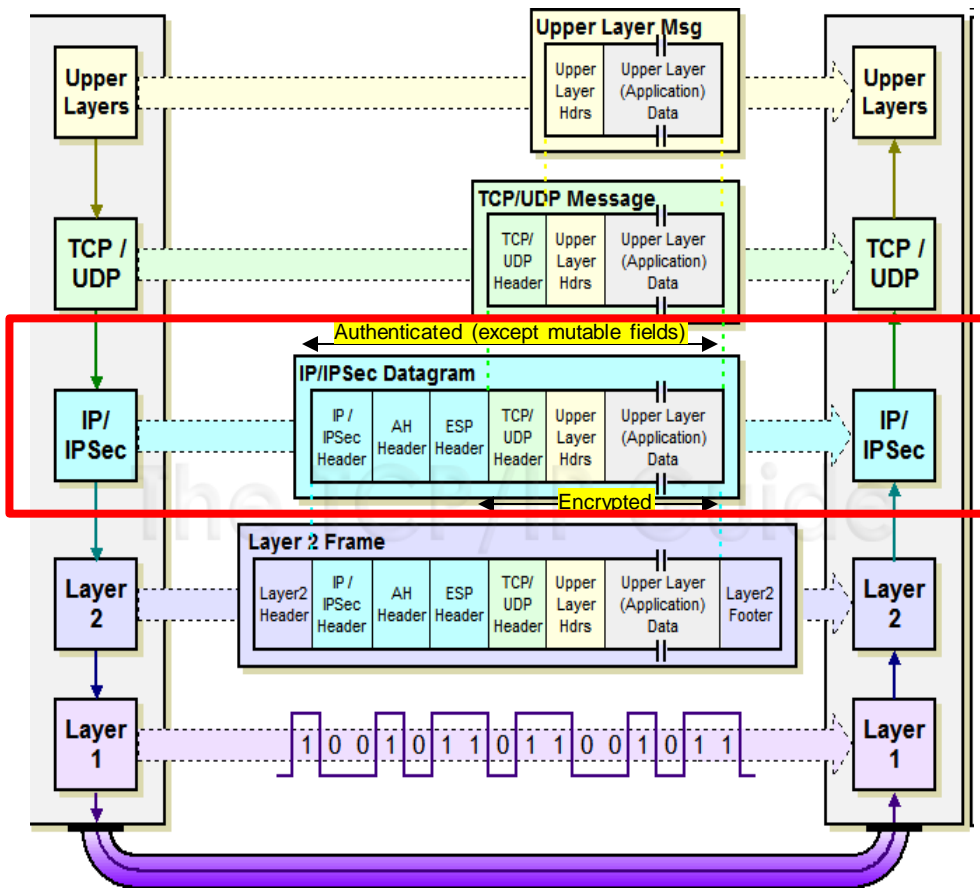 Upper Layer Msg
Upper
Layers
Upper
Layer
Hdrs
Upper Layer
(Application)
Data
Upper
Layers
TCP/UDP Message
TCP /
UDP
TCP/
UDP
Header
Upper
Layer
Hdrs
Upper Layer
(Application)
Data
TCP /
UDP
Authenticated (except mutable fields)
IP/IPSec Datagram
IP/
IPSec
IP /
IPSec
Header
AH
Header
ESP
Header
TCP/
UDP
Header
Upper
Layer
Hdrs
Upper Layer
(Application)
Data
IP/
IPSec
The TCP/IP Guide
Encrypted
Layer 2 Frame
Layer
2
Layer2
Header
IP /
IPSec
Header
AH
Header
ESP
Header
TCP/
UDP
Header
Upper
Layer
Hdrs
Upper Layer
(Application)
Data
Layer2
Footer
Layer
2
Layer
1
1 0 0 1 0 1 1 0 1 1 0 0 1 0 1 1
Layer
1